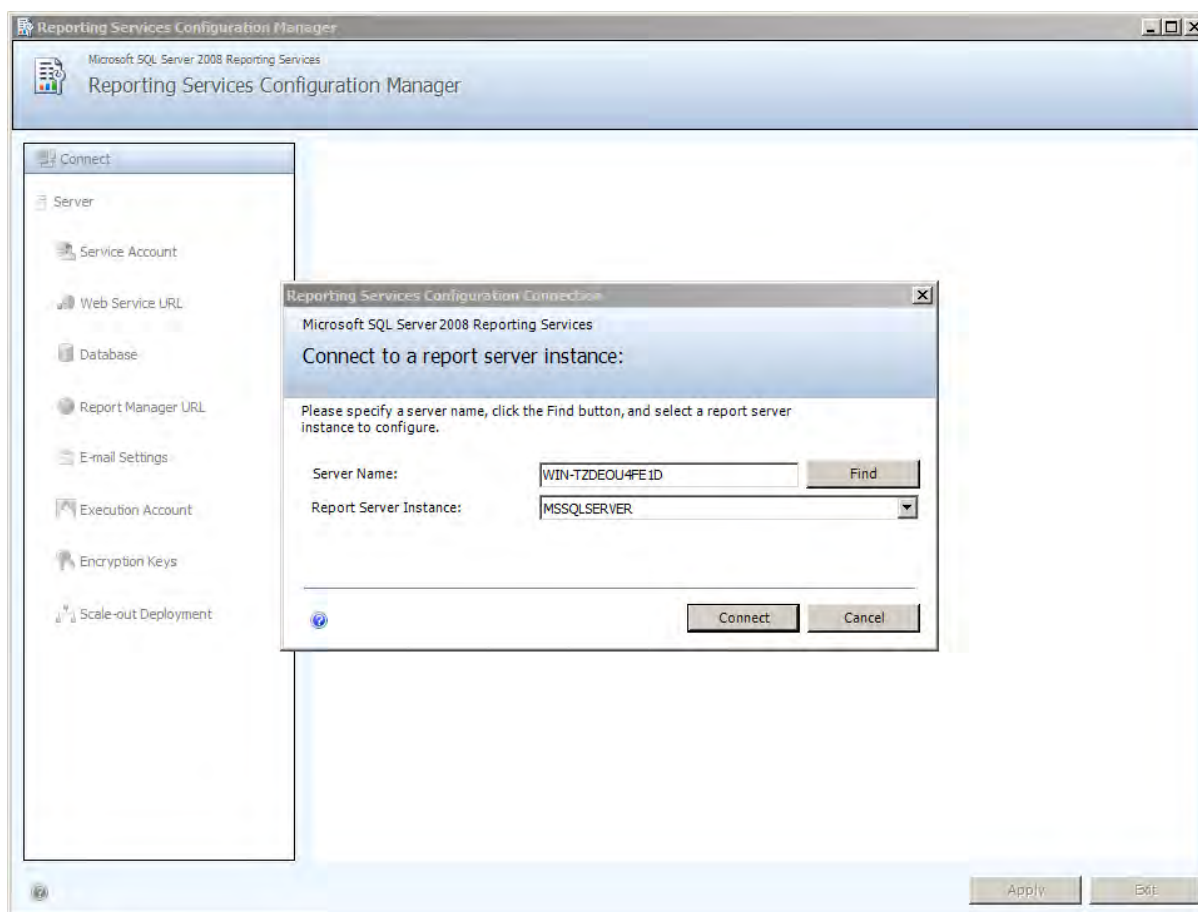 Reporting Services Configuration Manager
Microsoft SQL Server 2008 Reporting Services
Reporting Services Configuration Manager
Connect
Server
Service Account
Web Service URL
Database
Report Manager URL
E-mail Settings
Execution Account
Encryption Keys
Scale-out Deployment
Reporting Services Configuration Connection
Microsoft SQL Server 2008 Reporting Services
Connect to a report server instance:
Please specify a server name, click the Find button, and select a report server
instance to configure.
Server Name: WIN-TZDEOU4FE1D Find
Report Server Instance: MSSQLSERVER
Connect Cancel
Apply Exit